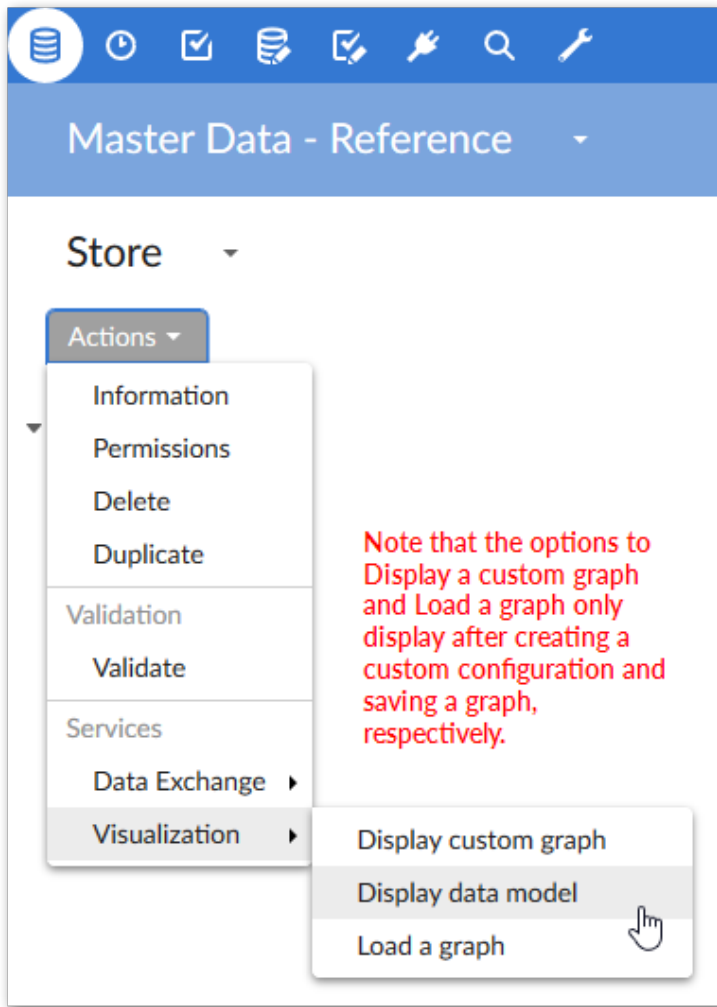 Master Data - Reference
Store
Actions
Information
Permissions
Delete
Duplicate
Validation
Validate
Services
Data Exchange
Visualization
Note that the options to
Display a custom graph
and Load a graph only
display after creating a
custom configuration and
saving a graph,
respectively.
Display custom graph
Display data model
Load a graph